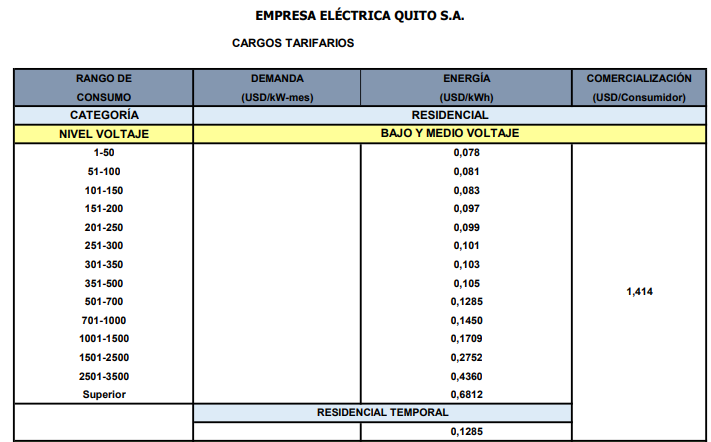 EMPRESA ELÉCTRICA QUITO S.A.
CARGOS TARIFARIOS
RANGO DE CONSUMO DEMANDA (USD/kW-mes) ENERGÍA (USD/kWh) COMERCIALIZACIÓN (USD/Consumidor)
CATEGORÍA RESIDENCIAL
NIVEL VOLTAJE BAJO Y MEDIO VOLTAJE
1-50 0,078
51-100 0,081
101-150 0,083
151-200 0,097
201-250 0,099
251-300 0,101
301-350 0,103
351-500 0,105
1,414
501-700 0,1285
701-1000 0,1450
1001-1500 0,1709
1501-2500 0,2752
2501-3500 0,4360
Superior 0,6812
RESIDENCIAL TEMPORAL
0,1285